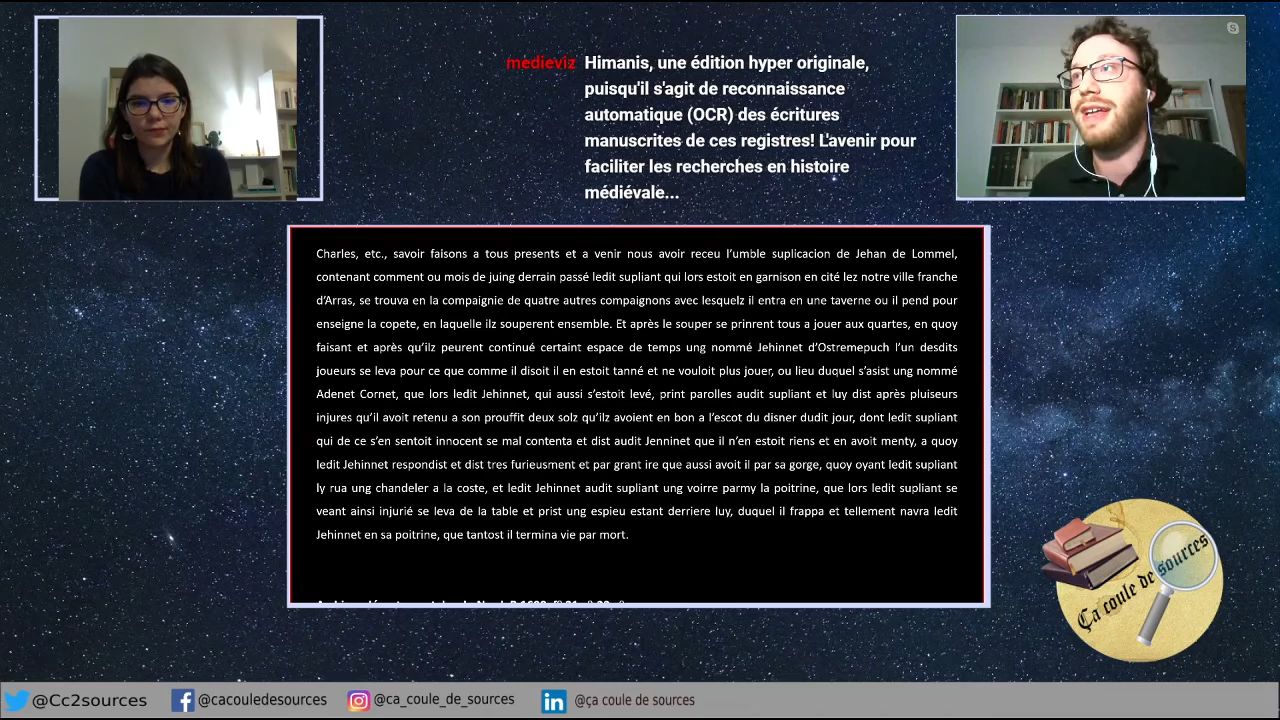 medieviz Himanis, une édition hyper originale,
puisqu'il s'agit de reconnaissance
automatique (OCR) des écritures
manuscrites de ces registres! L'avenir pour
faciliter les recherches en histoire
médiévale...
Charles, etc., savoir faisons a tous presents et a venir nous avoir receu l’umble suplicacion de Jehan de Lommel,
contenant comment ou mois de juing derrain passé ledit supliant qui lors estoit en garnison en cité lez notre ville franche
d’Arras, se trouva en la compaignie de quatre autres compaignons avec lesquelz il entra en une taverne ou il pend pour
enseigne la copete, en laquelle ilz souperent ensemble. Et après le souper se prinrent tous a jouer aux quartes, en quoy
faisant et après qu’ilz peurent continué certaint espace de temps ung nommé Jehinnet d’Ostremepuch l’un desdits
joueurs se leva pour ce que comme il disoit il en estoit tanné et ne vouloit plus jouer, ou lieu duquel s’asist ung nommé
Adenet Cornet, que lors ledit Jehinnet, qui aussi s’estoit levé, print parolles audit supliant et luy dist après pluiseurs
injures qu’il avoit retenu a son prouffit deux solz qu’ilz avoient en bon a l’escot du disner dudit jour, dont ledit supliant
qui de ce s’en sentoit innocent se mal contenta et dist audit Jenninet que il n’en estoit riens et en avoit menty, a quoy
ledit Jehinnet respondist et dist tres furieusment et par grant ire que aussi avoit il par sa gorge, quoy oyant ledit supliant
ly rua ung chandeler a la coste, et ledit Jehinnet audit supliant ung voirre parmy la poitrine, que lors ledit supliant se
veant ainsi injurié se leva de la table et prist ung espieu estant derriere luy, duquel il frappa et tellement navra ledit
Jehinnet en sa poitrine, que tantost il termina vie par mort.
Ça coule de sources
@Cc2sources @cacouledesources @ca_coule_de_sources @ça coule de sources